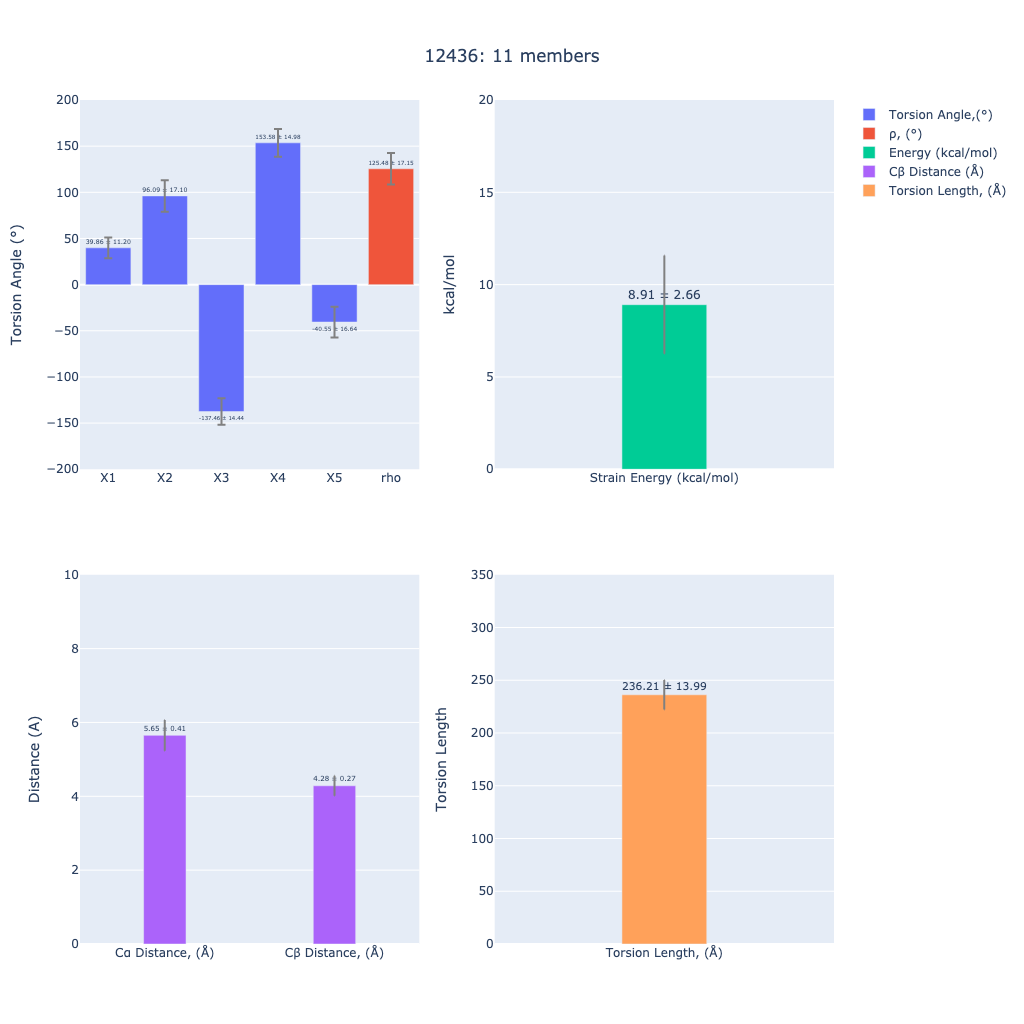 12436: 11 members
Torsion Angle (°)
200
150
100
50
0
−50
−100
−150
−200
39.86 ± 11.20
96.09 ± 17.10
-137.46 ± 14.44
153.58 ± 14.98
-40.55 ± 16.64
125.48 ± 17.15
X1
X2
X3
X4
X5
rho
kcal/mol
20
15
10
5
0
8.91 ± 2.66
Strain Energy (kcal/mol)
Torsion Angle,(°)
ρ, (°)
Energy (kcal/mol)
Cβ Distance (Å)
Torsion Length, (Å)
Distance (A)
10
8
6
4
2
0
5.65 ± 0.41
4.28 ± 0.27
Cα Distance, (Å)
Cβ Distance, (Å)
Torsion Length
350
300
250
200
150
100
50
0
236.21 ± 13.99
Torsion Length, (Å)